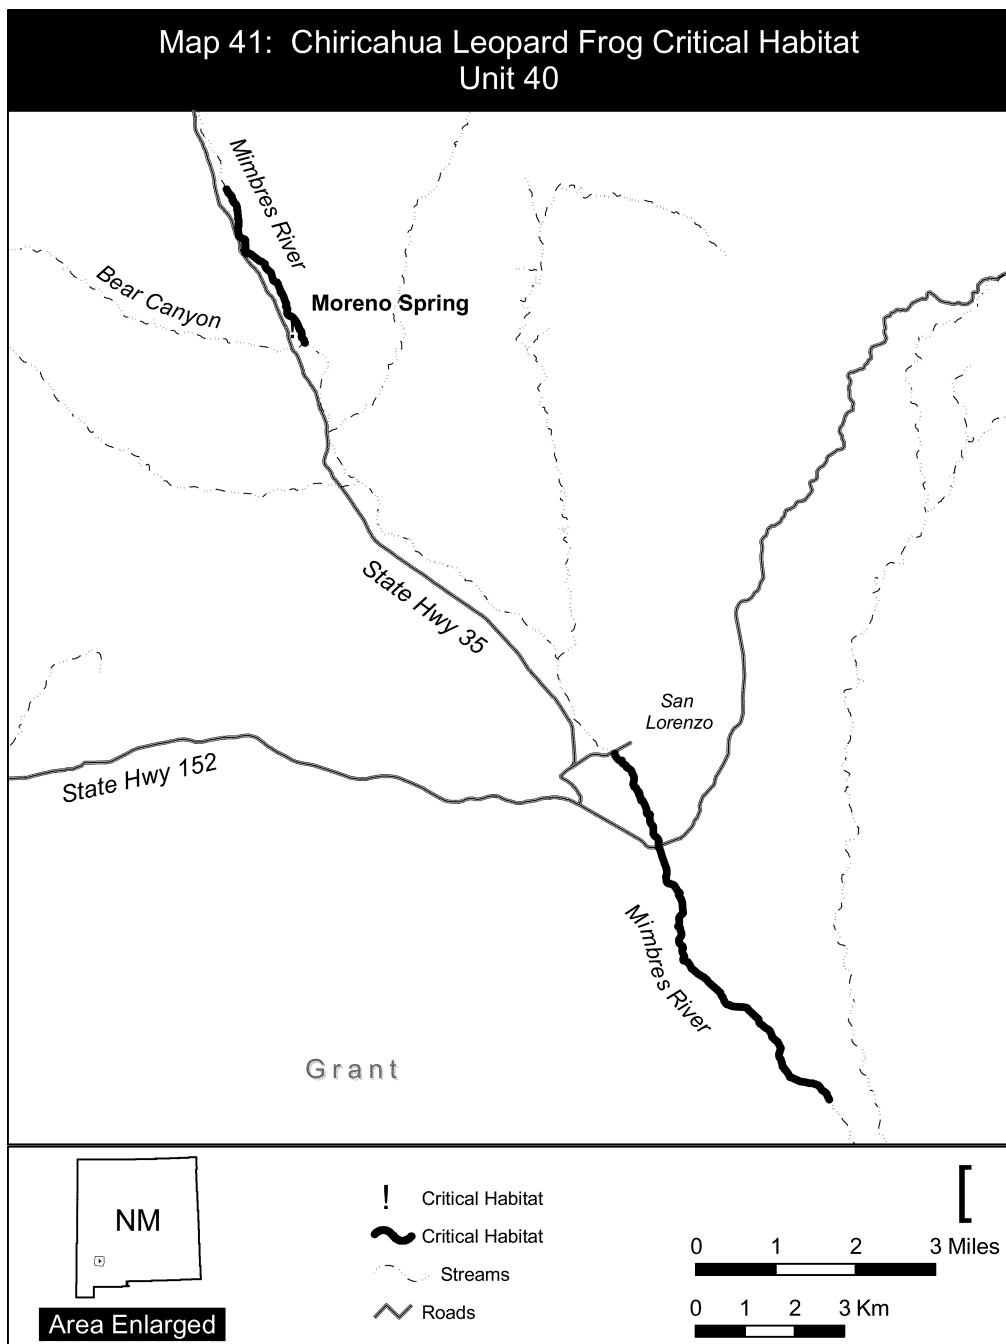 Map 41: Chiricahua Leopard Frog Critical Habitat
Unit 40
Mimbres River
Bear Canyon
Moreno Spring
!
State Hwy 35
San
Lorenzo
State Hwy 152
Mimbres River
Grant
NM
Area Enlarged
! Critical Habitat
Critical Habitat
Streams
Roads
[
0 1 2 3 Miles
0 1 2 3 Km